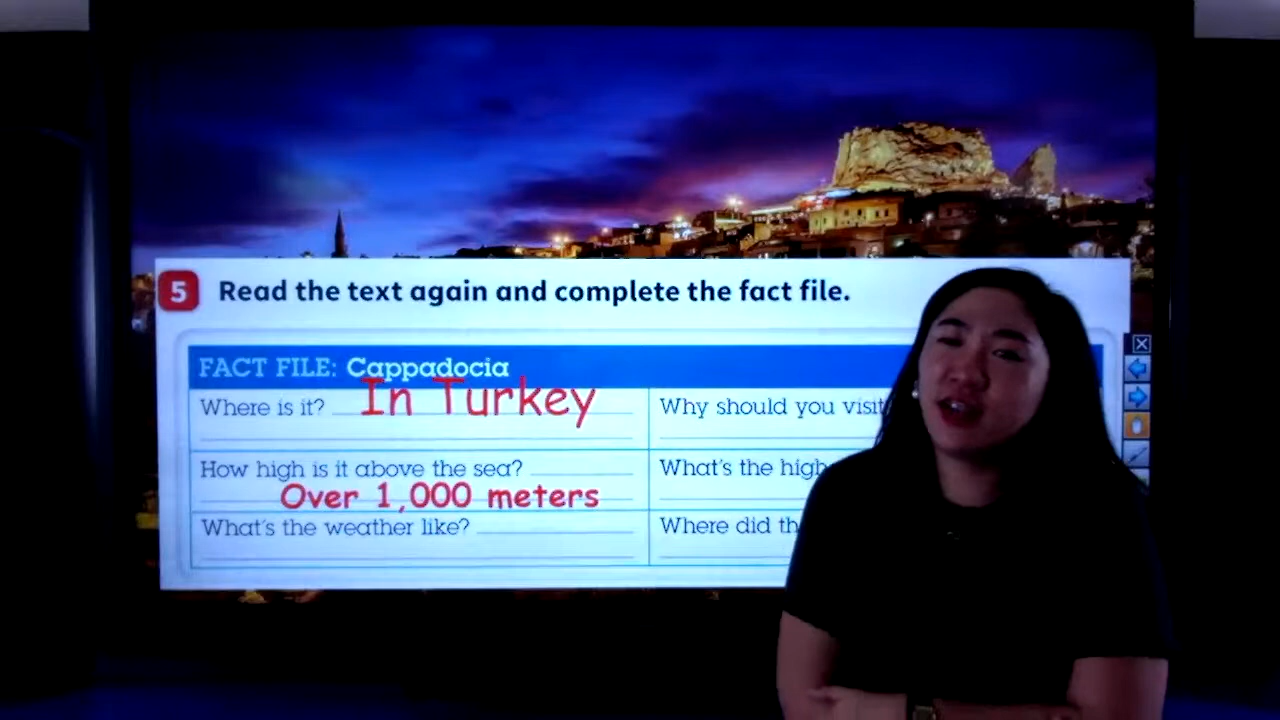 5 Read the text again and complete the fact file.
FACT FILE: Cappadocia
Where is it? In Turkey
Why should you visit
How high is it above the sea?
Over 1,000 meters
What's the high
What's the weather like?
Where did th